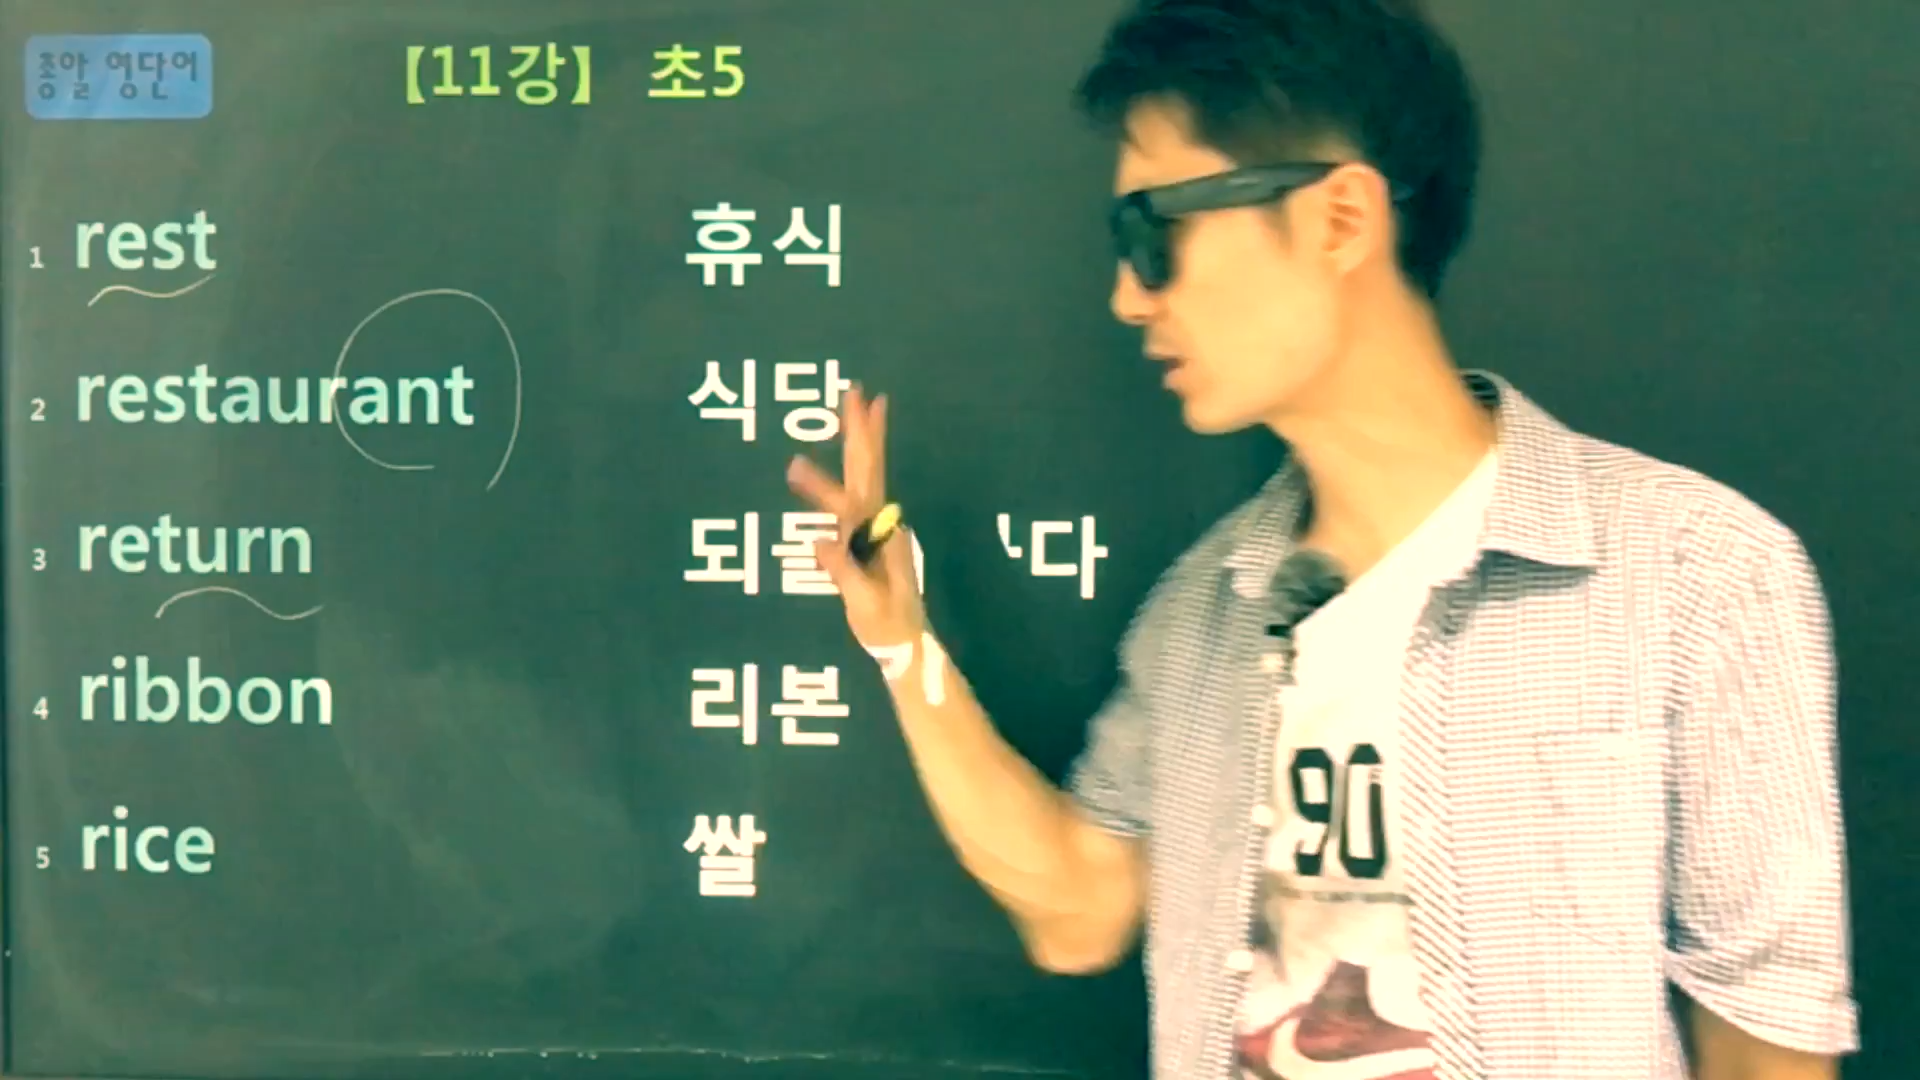 총알 영단어
【11강】 초5
1 rest 휴식
2 restaurant 식당
3 return
4 ribbon 리본
5 rice 쌀
90